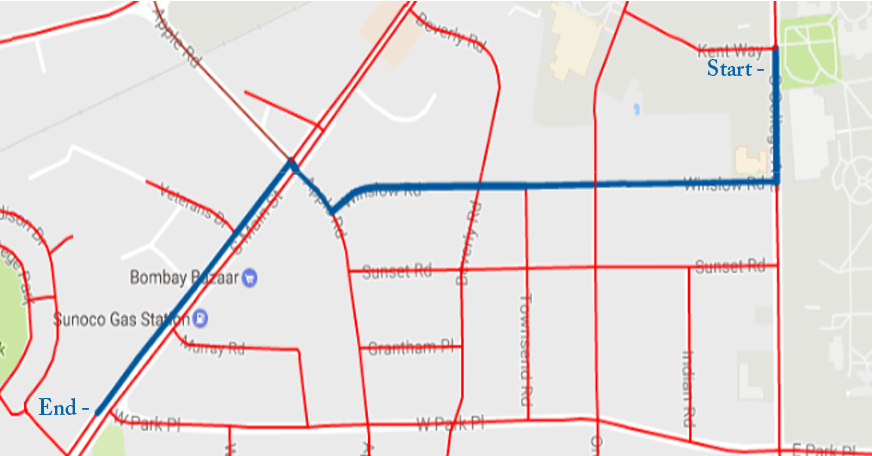 Apple Rd
Beverly Rd
Kent Way
Start -
S College
Winslow Rd
Winslow Rd
Apple Rd
Veterans Dr
S Main St
Beverly Rd
Sunset Rd
Sunset Rd
Bombay Bazaar
Sunoco Gas Station
Murray Rd
Grantham Pl
Townsend Rd
Indian Rd
End -
W Park Pl
W Park Pl
E Park Pl